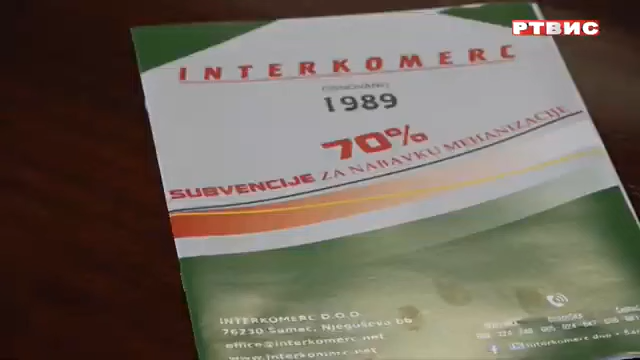 РТВИС
INTERKOMERC
1989
70%
SUBVENCIJE ZA NABAVKU MEHANIZACIJE
INTERKOMERC D.O.O.
76230 Šamac, Njegoševa bb
office@interkomerc.net
www.interkomerc.net